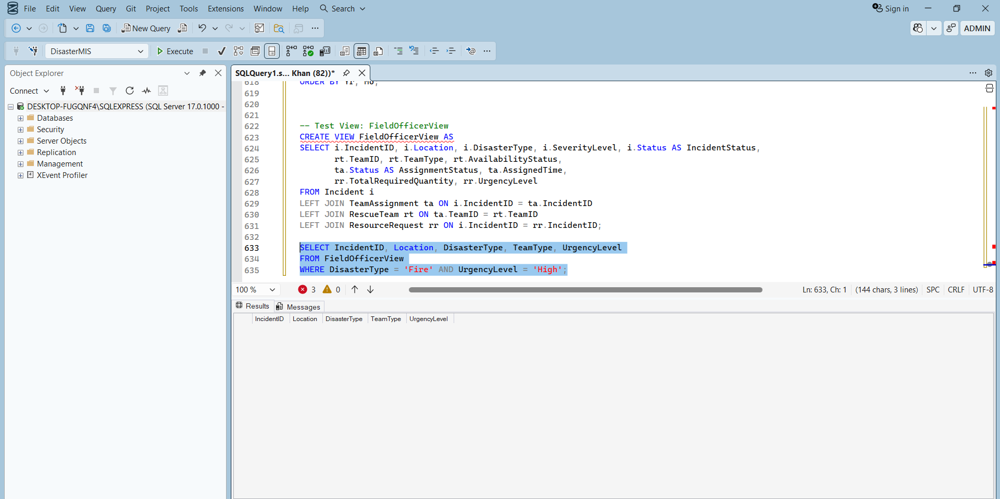 File Edit View Query Git Project Tools Extensions Window Help Search Sign in
New Query ADMIN
DisasterMIS Execute
Object Explorer
Connect
DESKTOP-FUGQNF4\SQLEXPRESS (SQL Server 17.0.1000 -
Databases
Security
Server Objects
Replication
Management
XEvent Profiler
SQLQuery1.s... Khan (82))*
618 ORDER BY Yr, Mo;
619
620
621
622 -- Test View: FieldOfficerView
623 CREATE VIEW FieldOfficerView AS
624 SELECT i.IncidentID, i.Location, i.DisasterType, i.SeverityLevel, i.Status AS IncidentStatus,
625 rt.TeamID, rt.TeamType, rt.AvailabilityStatus,
626 ta.Status AS AssignmentStatus, ta.AssignedTime,
627 rr.TotalRequiredQuantity, rr.UrgencyLevel
628 FROM Incident i
629 LEFT JOIN TeamAssignment ta ON i.IncidentID = ta.IncidentID
630 LEFT JOIN RescueTeam rt ON ta.TeamID = rt.TeamID
631 LEFT JOIN ResourceRequest rr ON i.IncidentID = rr.IncidentID;
632
633 SELECT IncidentID, Location, DisasterType, TeamType, UrgencyLevel
634 FROM FieldOfficerView
635 WHERE DisasterType = 'Fire' AND UrgencyLevel = 'High';
100 % 3 0 Ln: 633, Ch: 1 (144 chars, 3 lines) SPC CRLF UTF-8
Results Messages
IncidentID Location DisasterType TeamType UrgencyLevel